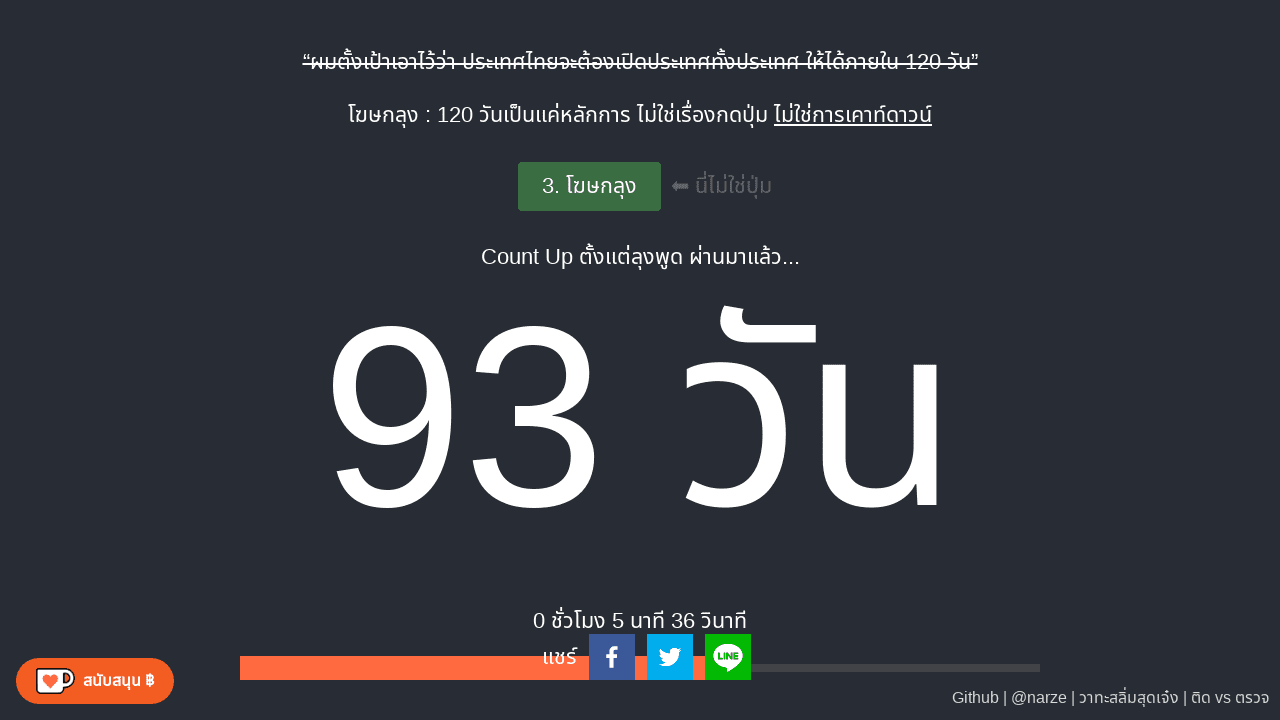 “ผมตั้งเป้าเอาไว้ว่า ประเทศไทยจะต้องเปิดประเทศทั้งประเทศ ให้ได้ภายใน 120 วัน”
โฆษกลุง : 120 วันเป็นแค่หลักการ ไม่ใช่เรื่องกดปุ่ม ไม่ใช่การเคาท์ดาวน์
3. โฆษกลุง ⬅ นี่ไม่ใช่ปุ่ม
Count Up ตั้งแต่ลุงพูด ผ่านมาแล้ว...
93 วัน
0 ชั่วโมง 5 นาที 36 วินาที
แชร์ LINE
สนับสนุน ฿
Github | @narze | วาทะสลิ่มสุดเจ๋ง | ติด vs ตรวจ